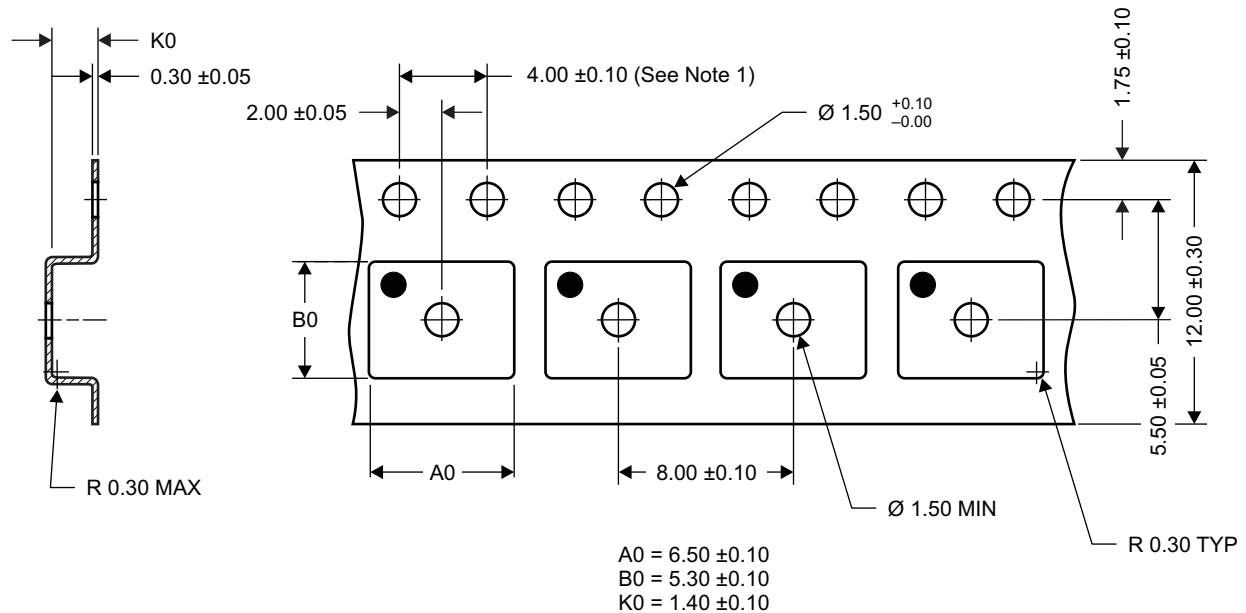 K0
0.30 ±0.05
4.00 ±0.10 (See Note 1)
2.00 ±0.05
Ø 1.50 +0.10
–0.00
1.75 ±0.10
B0
12.00 ±0.30
5.50 ±0.05
R 0.30 MAX
A0
8.00 ±0.10
Ø 1.50 MIN
R 0.30 TYP
A0 = 6.50 ±0.10
B0 = 5.30 ±0.10
K0 = 1.40 ±0.10